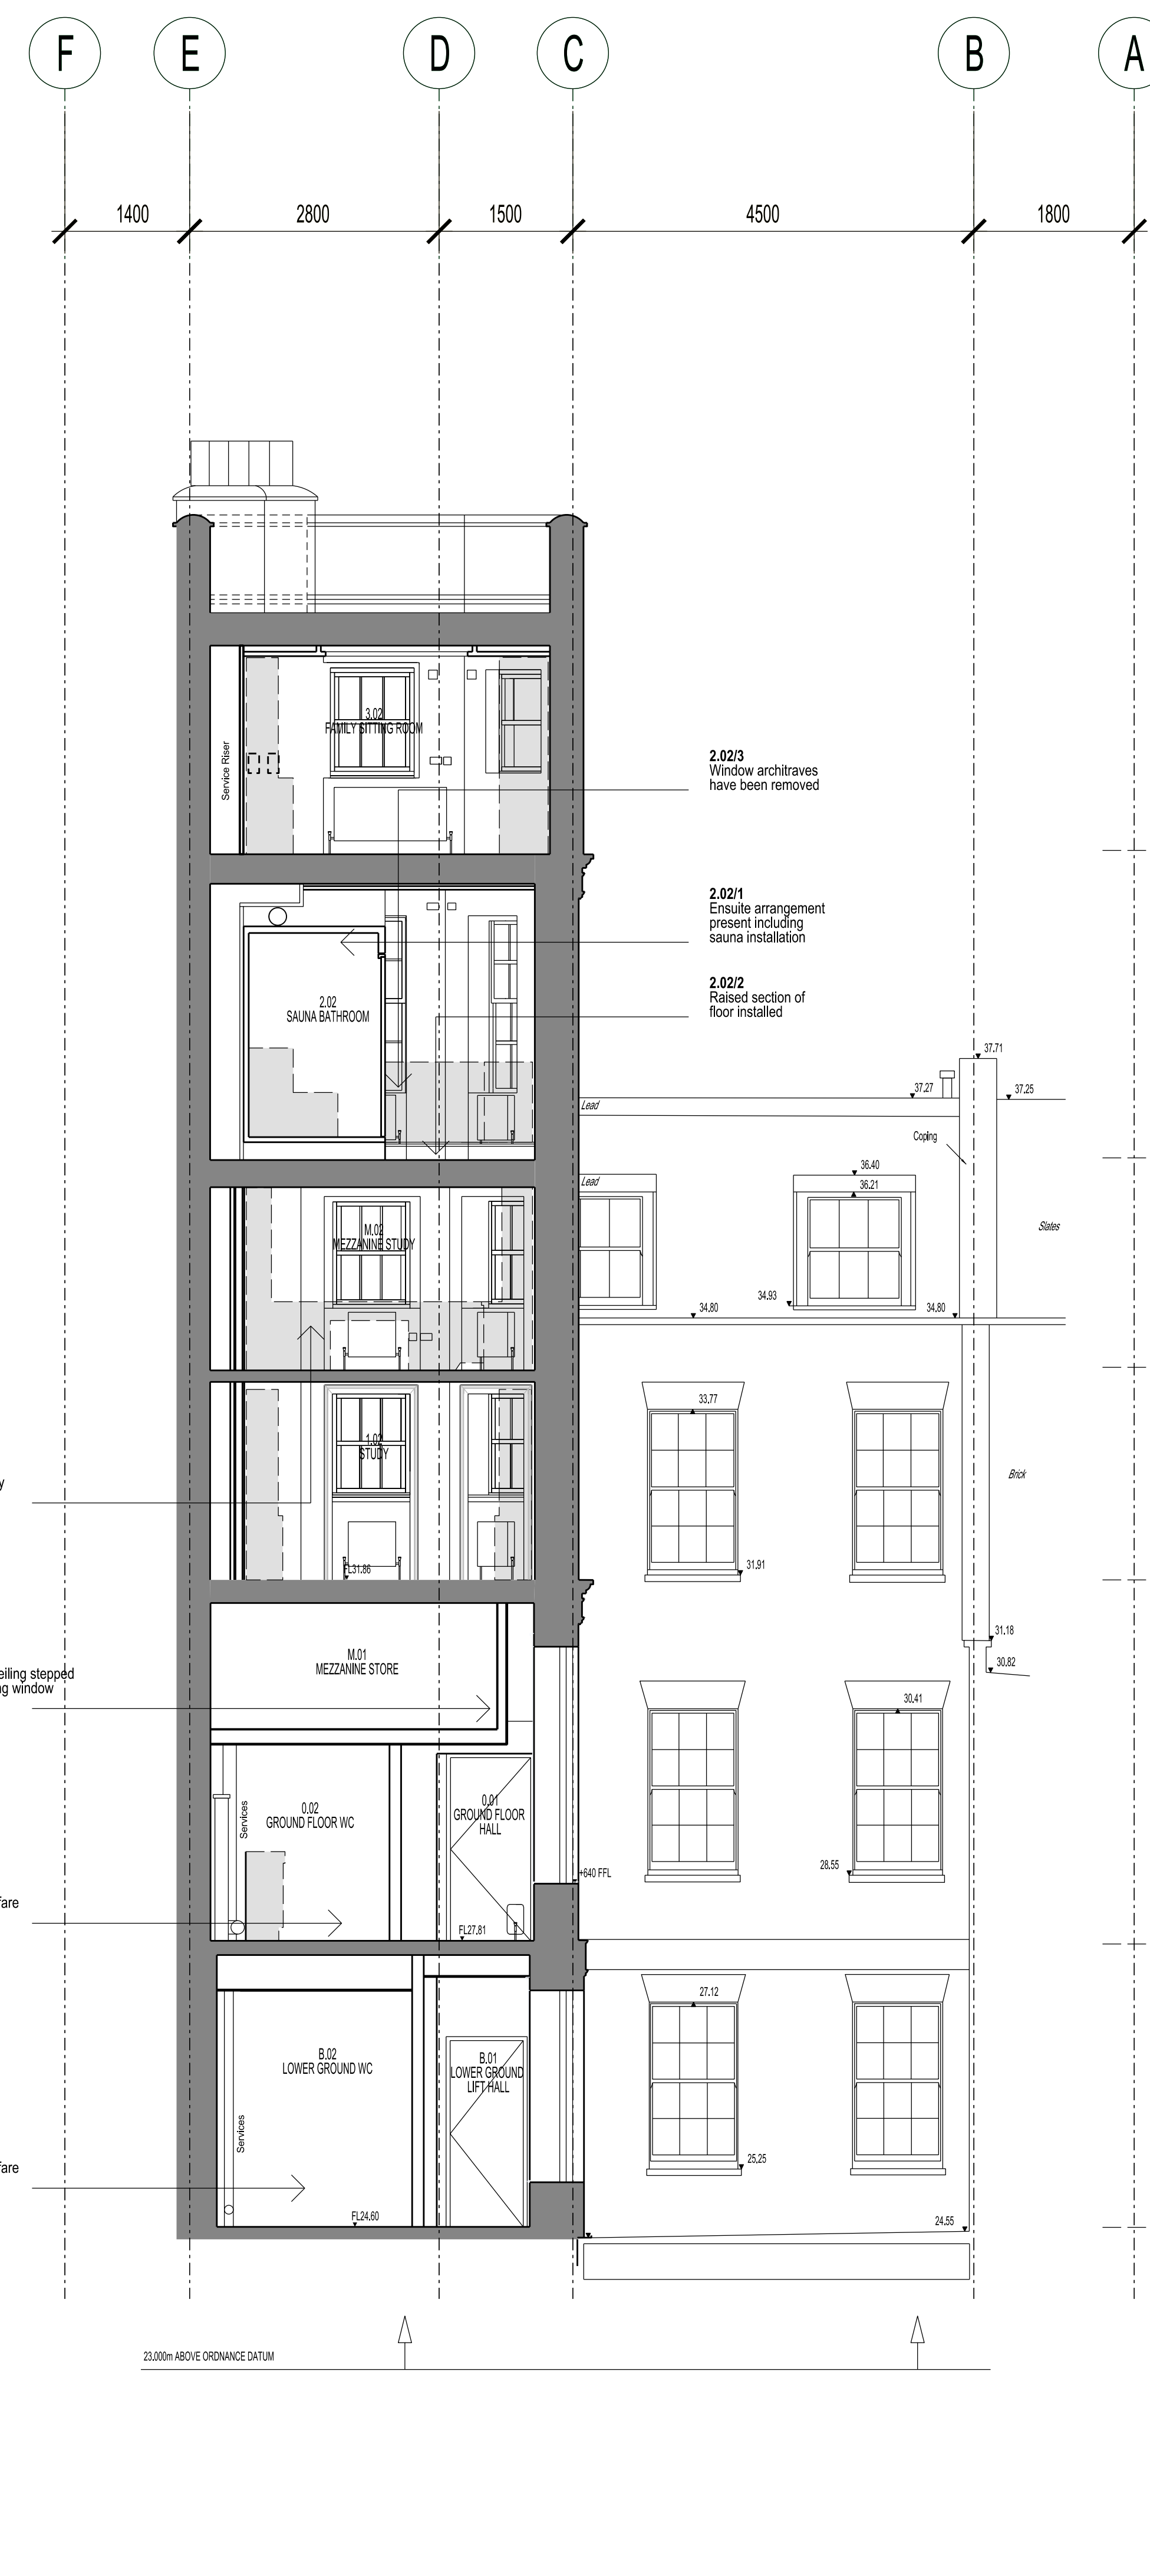 F E D C B A
1400 2800 1500 4500 1800
3.02
FAMILY SITTING ROOM
Service Riser
2.02/3
Window architraves
have been removed
2.02/1
Ensuite arrangement
present including
sauna installation
2.02/2
Raised section of
floor installed
2.02
SAUNA BATHROOM
37.71
37.27
37.25
Lead
Coping
36.40
Lead
36.21
Slates
M.02
MEZZANINE STUDY
34.93
34.80
34.80
33.77
1.02
STUDY
Brick
y
FL31.86
31.91
31.18
M.01
MEZZANINE STORE
30.82
eiling stepped
g window
30.41
0.02
GROUND FLOOR WC
Services
0.01
GROUND FLOOR
HALL
28.55
+640 FFL
fare
FL27.81
27.12
B.02
LOWER GROUND WC
B.01
LOWER GROUND
LIFT HALL
Services
25.25
fare
FL24.60
24.55
23.000m ABOVE ORDNANCE DATUM